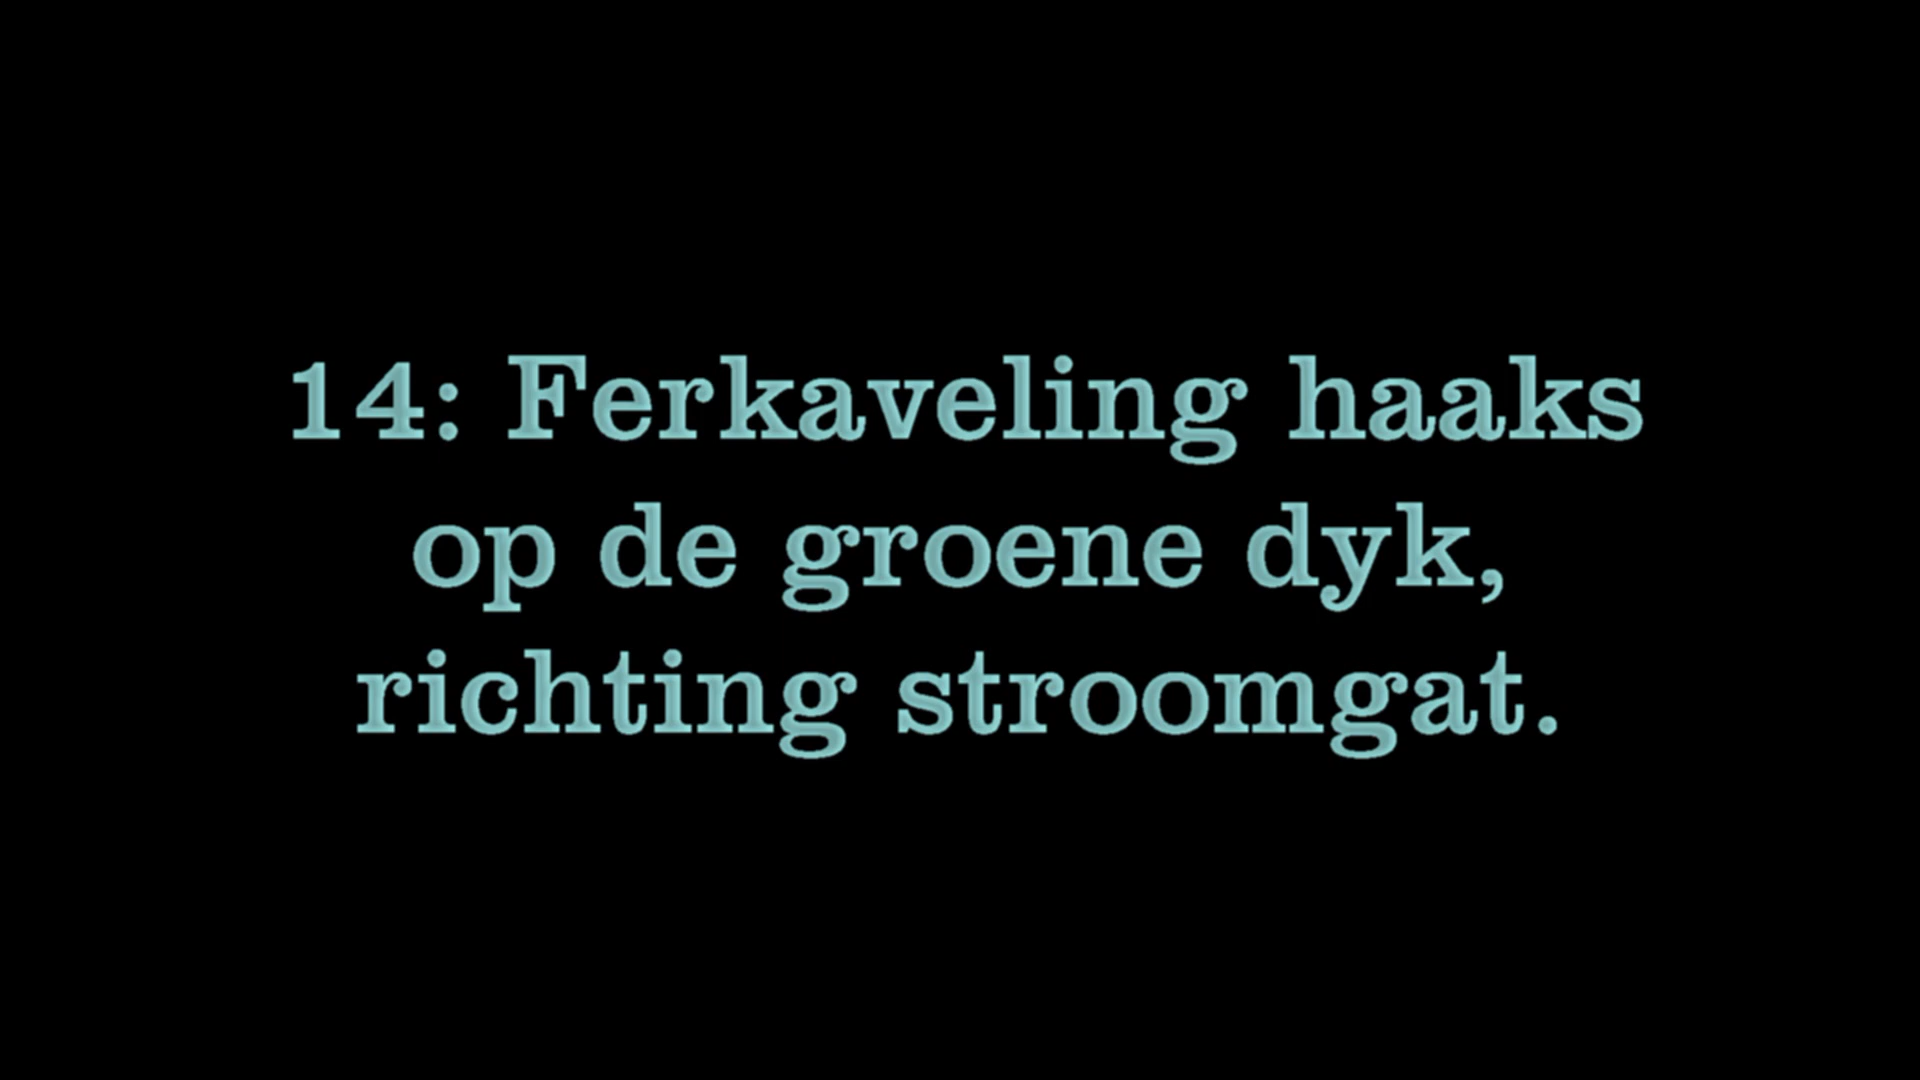 14: Ferkaveling haaks
op de groene dyk,
richting stroomgat.